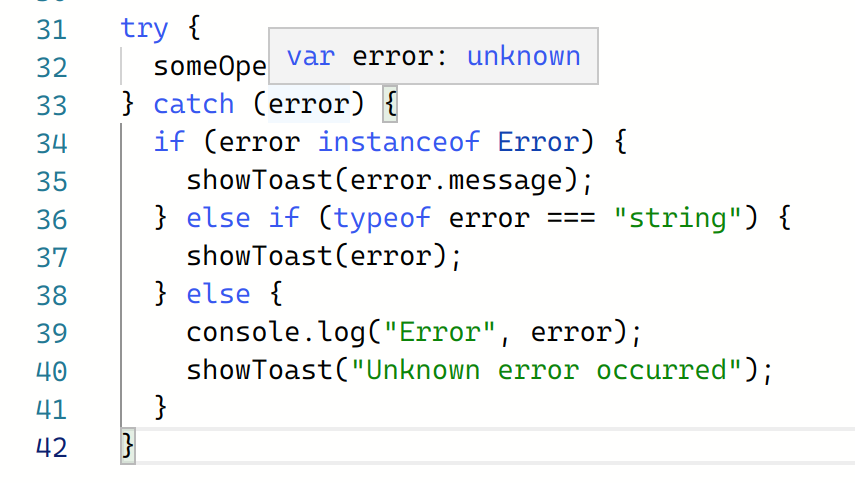 31 try {
var error: unknown
32 someOpe
33 } catch (error) {
34 if (error instanceof Error) {
35 showToast(error.message);
36 } else if (typeof error === "string") {
37 showToast(error);
38 } else {
39 console.log("Error", error);
40 showToast("Unknown error occurred");
41 }
42 }